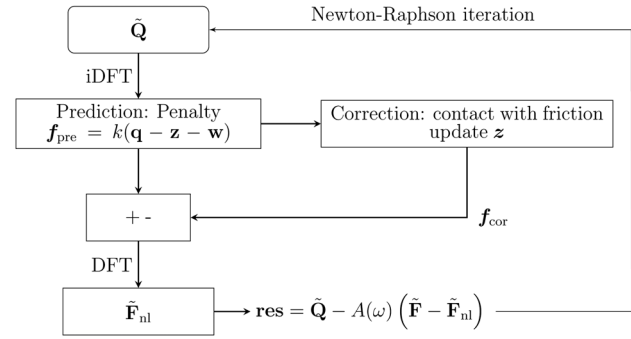 Newton-Raphson iteration
Q̃
iDFT
Prediction: Penalty
f_pre = k(q − z − w)
Correction: contact with friction
update z
+ -
f_cor
DFT
F̃_nl
res = Q̃ − A(ω) (F̃ − F̃_nl)